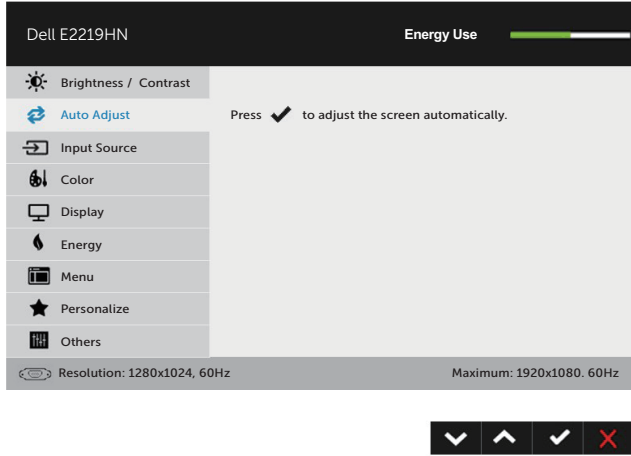 Dell E2219HN Energy Use
Brightness / Contrast
Auto Adjust Press to adjust the screen automatically.
Input Source
Color
Display
Energy
Menu
Personalize
Others
Resolution: 1280x1024, 60Hz Maximum: 1920x1080. 60Hz